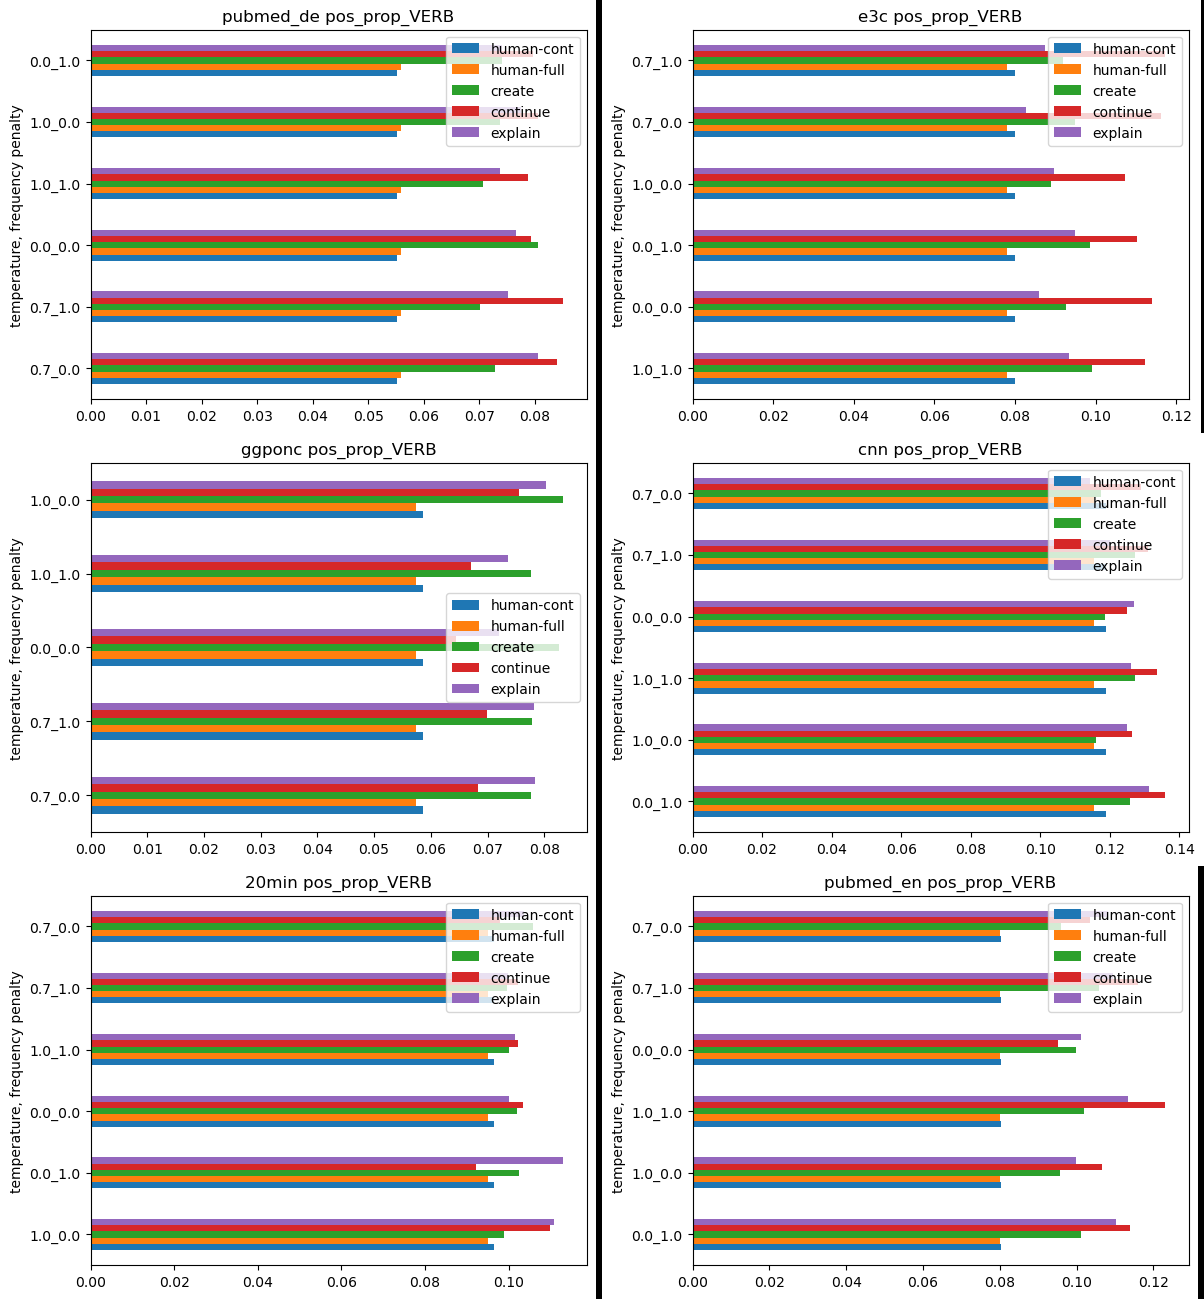 pubmed_de pos_prop_VERB
temperature, frequency penalty
0.0_1.0
1.0_0.0
1.0_1.0
0.0_0.0
0.7_1.0
0.7_0.0
human-cont
human-full
create
continue
explain
0.00 0.01 0.02 0.03 0.04 0.05 0.06 0.07 0.08
e3c pos_prop_VERB
temperature, frequency penalty
0.7_1.0
0.7_0.0
1.0_0.0
0.0_1.0
0.0_0.0
1.0_1.0
human-cont
human-full
create
continue
explain
0.00 0.02 0.04 0.06 0.08 0.10 0.12
ggponc pos_prop_VERB
temperature, frequency penalty
1.0_0.0
1.0_1.0
0.0_0.0
0.7_1.0
0.7_0.0
human-cont
human-full
create
continue
explain
0.00 0.01 0.02 0.03 0.04 0.05 0.06 0.07 0.08
cnn pos_prop_VERB
temperature, frequency penalty
0.7_0.0
0.7_1.0
0.0_0.0
1.0_1.0
1.0_0.0
0.0_1.0
human-cont
human-full
create
continue
explain
0.00 0.02 0.04 0.06 0.08 0.10 0.12 0.14
20min pos_prop_VERB
temperature, frequency penalty
0.7_0.0
0.7_1.0
1.0_1.0
0.0_0.0
0.0_1.0
1.0_0.0
human-cont
human-full
create
continue
explain
0.00 0.02 0.04 0.06 0.08 0.10
pubmed_en pos_prop_VERB
temperature, frequency penalty
0.7_0.0
0.7_1.0
0.0_0.0
1.0_1.0
1.0_0.0
0.0_1.0
human-cont
human-full
create
continue
explain
0.00 0.02 0.04 0.06 0.08 0.10 0.12